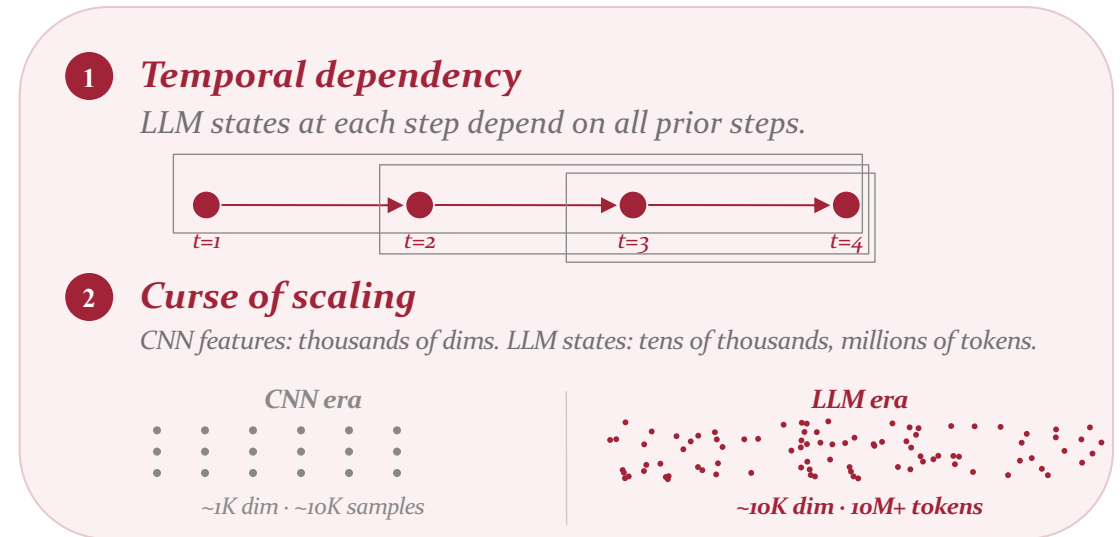 1 Temporal dependency
LLM states at each step depend on all prior steps.
t=1 t=2 t=3 t=4
2 Curse of scaling
CNN features: thousands of dims. LLM states: tens of thousands, millions of tokens.
CNN era
~1K dim · ~10K samples
LLM era
~10K dim · 10M+ tokens